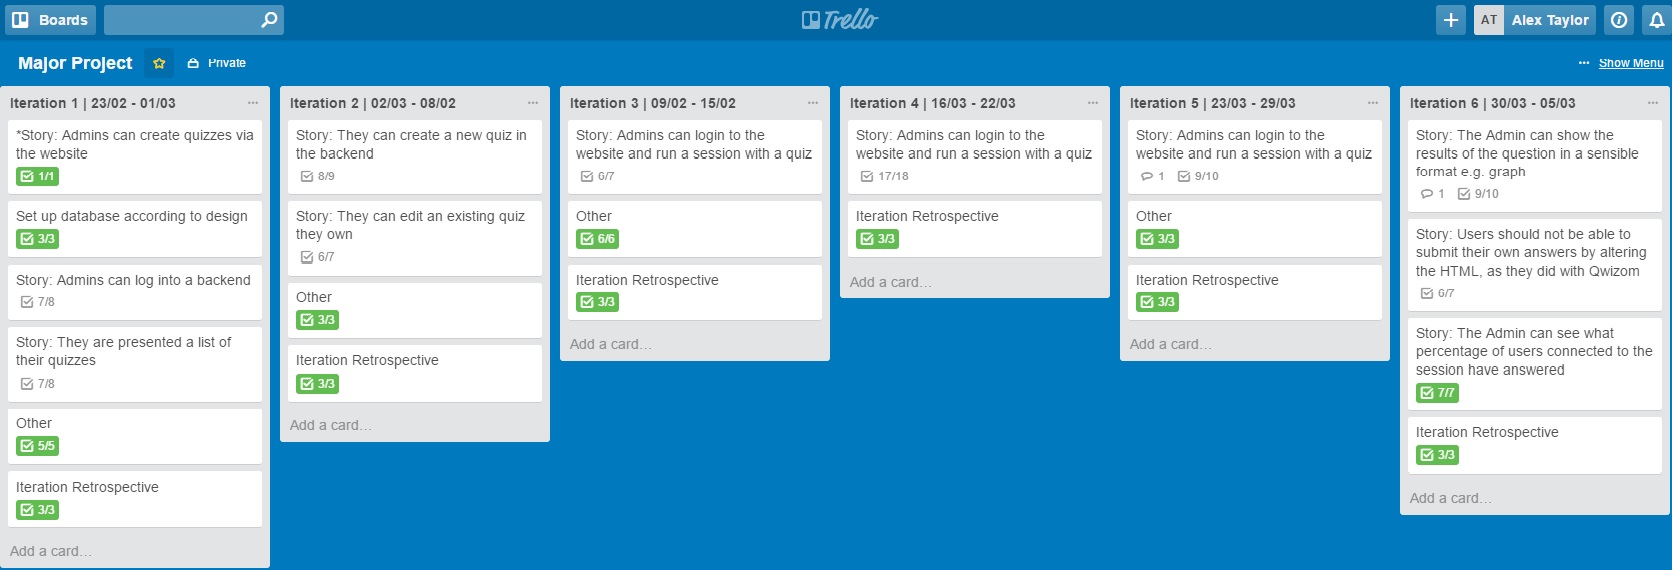 Boards
Trello
AT Alex Taylor
Major Project
Private
... Show Menu
Iteration 1 | 23/02 - 01/03 ...
*Story: Admins can create quizzes via
the website
1/1
Set up database according to design
3/3
Story: Admins can log into a backend
7/8
Story: They are presented a list of
their quizzes
7/8
Other
5/5
Iteration Retrospective
3/3
Add a card...
Iteration 2 | 02/03 - 08/02 ...
Story: They can create a new quiz in
the backend
8/9
Story: They can edit an existing quiz
they own
6/7
Other
3/3
Iteration Retrospective
3/3
Add a card...
Iteration 3 | 09/02 - 15/02 ...
Story: Admins can login to the
website and run a session with a quiz
6/7
Other
6/6
Iteration Retrospective
3/3
Add a card...
Iteration 4 | 16/03 - 22/03 ...
Story: Admins can login to the
website and run a session with a quiz
17/18
Iteration Retrospective
3/3
Add a card...
Iteration 5 | 23/03 - 29/03 ...
Story: Admins can login to the
website and run a session with a quiz
1 9/10
Other
3/3
Iteration Retrospective
3/3
Add a card...
Iteration 6 | 30/03 - 05/03 ...
Story: The Admin can show the
results of the question in a sensible
format e.g. graph
1 9/10
Story: Users should not be able to
submit their own answers by altering
the HTML, as they did with Qwizom
6/7
Story: The Admin can see what
percentage of users connected to the
session have answered
7/7
Iteration Retrospective
3/3
Add a card...